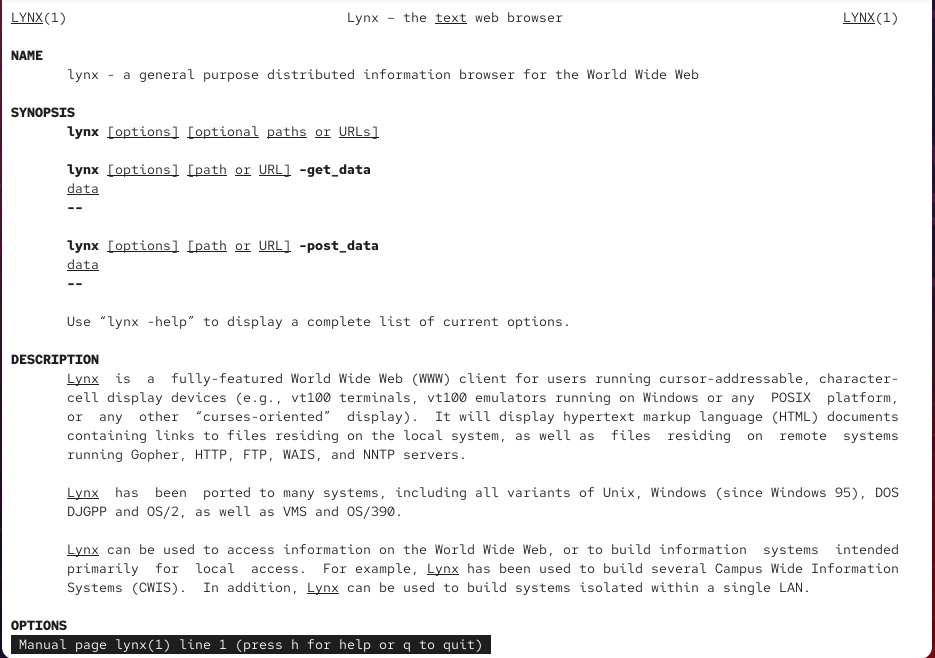 LYNX(1) Lynx – the text web browser LYNX(1)
NAME
lynx - a general purpose distributed information browser for the World Wide Web
SYNOPSIS
lynx [options] [optional paths or URLs]
lynx [options] [path or URL] -get_data
data
--
lynx [options] [path or URL] -post_data
data
--
Use “lynx -help” to display a complete list of current options.
DESCRIPTION
Lynx is a fully-featured World Wide Web (WWW) client for users running cursor-addressable, character-
cell display devices (e.g., vt100 terminals, vt100 emulators running on Windows or any POSIX platform,
or any other “curses-oriented” display). It will display hypertext markup language (HTML) documents
containing links to files residing on the local system, as well as files residing on remote systems
running Gopher, HTTP, FTP, WAIS, and NNTP servers.
Lynx has been ported to many systems, including all variants of Unix, Windows (since Windows 95), DOS
DJGPP and OS/2, as well as VMS and OS/390.
Lynx can be used to access information on the World Wide Web, or to build information systems intended
primarily for local access. For example, Lynx has been used to build several Campus Wide Information
Systems (CWIS). In addition, Lynx can be used to build systems isolated within a single LAN.
OPTIONS
Manual page lynx(1) line 1 (press h for help or q to quit)